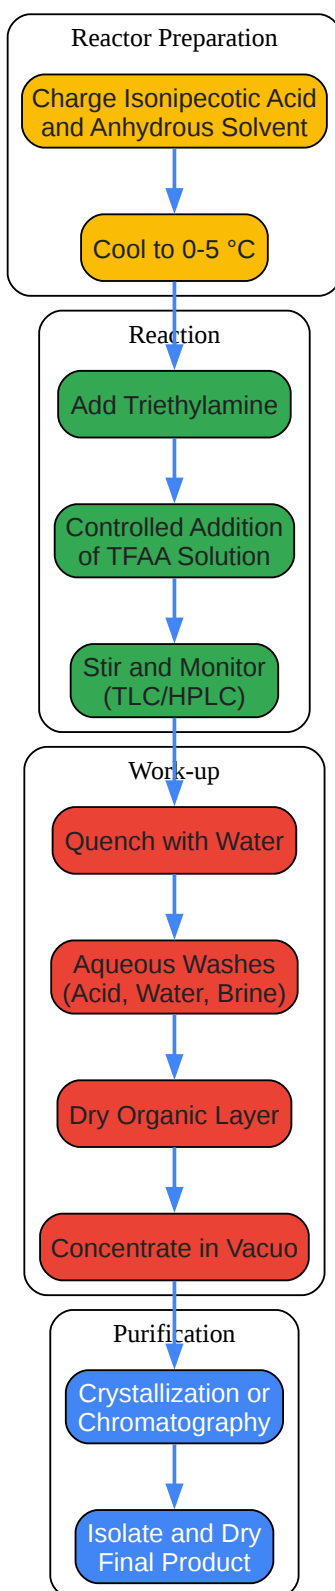 Reactor Preparation
Charge Isonipecotic Acid
and Anhydrous Solvent
Cool to 0-5 °C
Reaction
Add Triethylamine
Controlled Addition
of TFAA Solution
Stir and Monitor
(TLC/HPLC)
Work-up
Quench with Water
Aqueous Washes
(Acid, Water, Brine)
Dry Organic Layer
Concentrate in Vacuo
Purification
Crystallization or
Chromatography
Isolate and Dry
Final Product